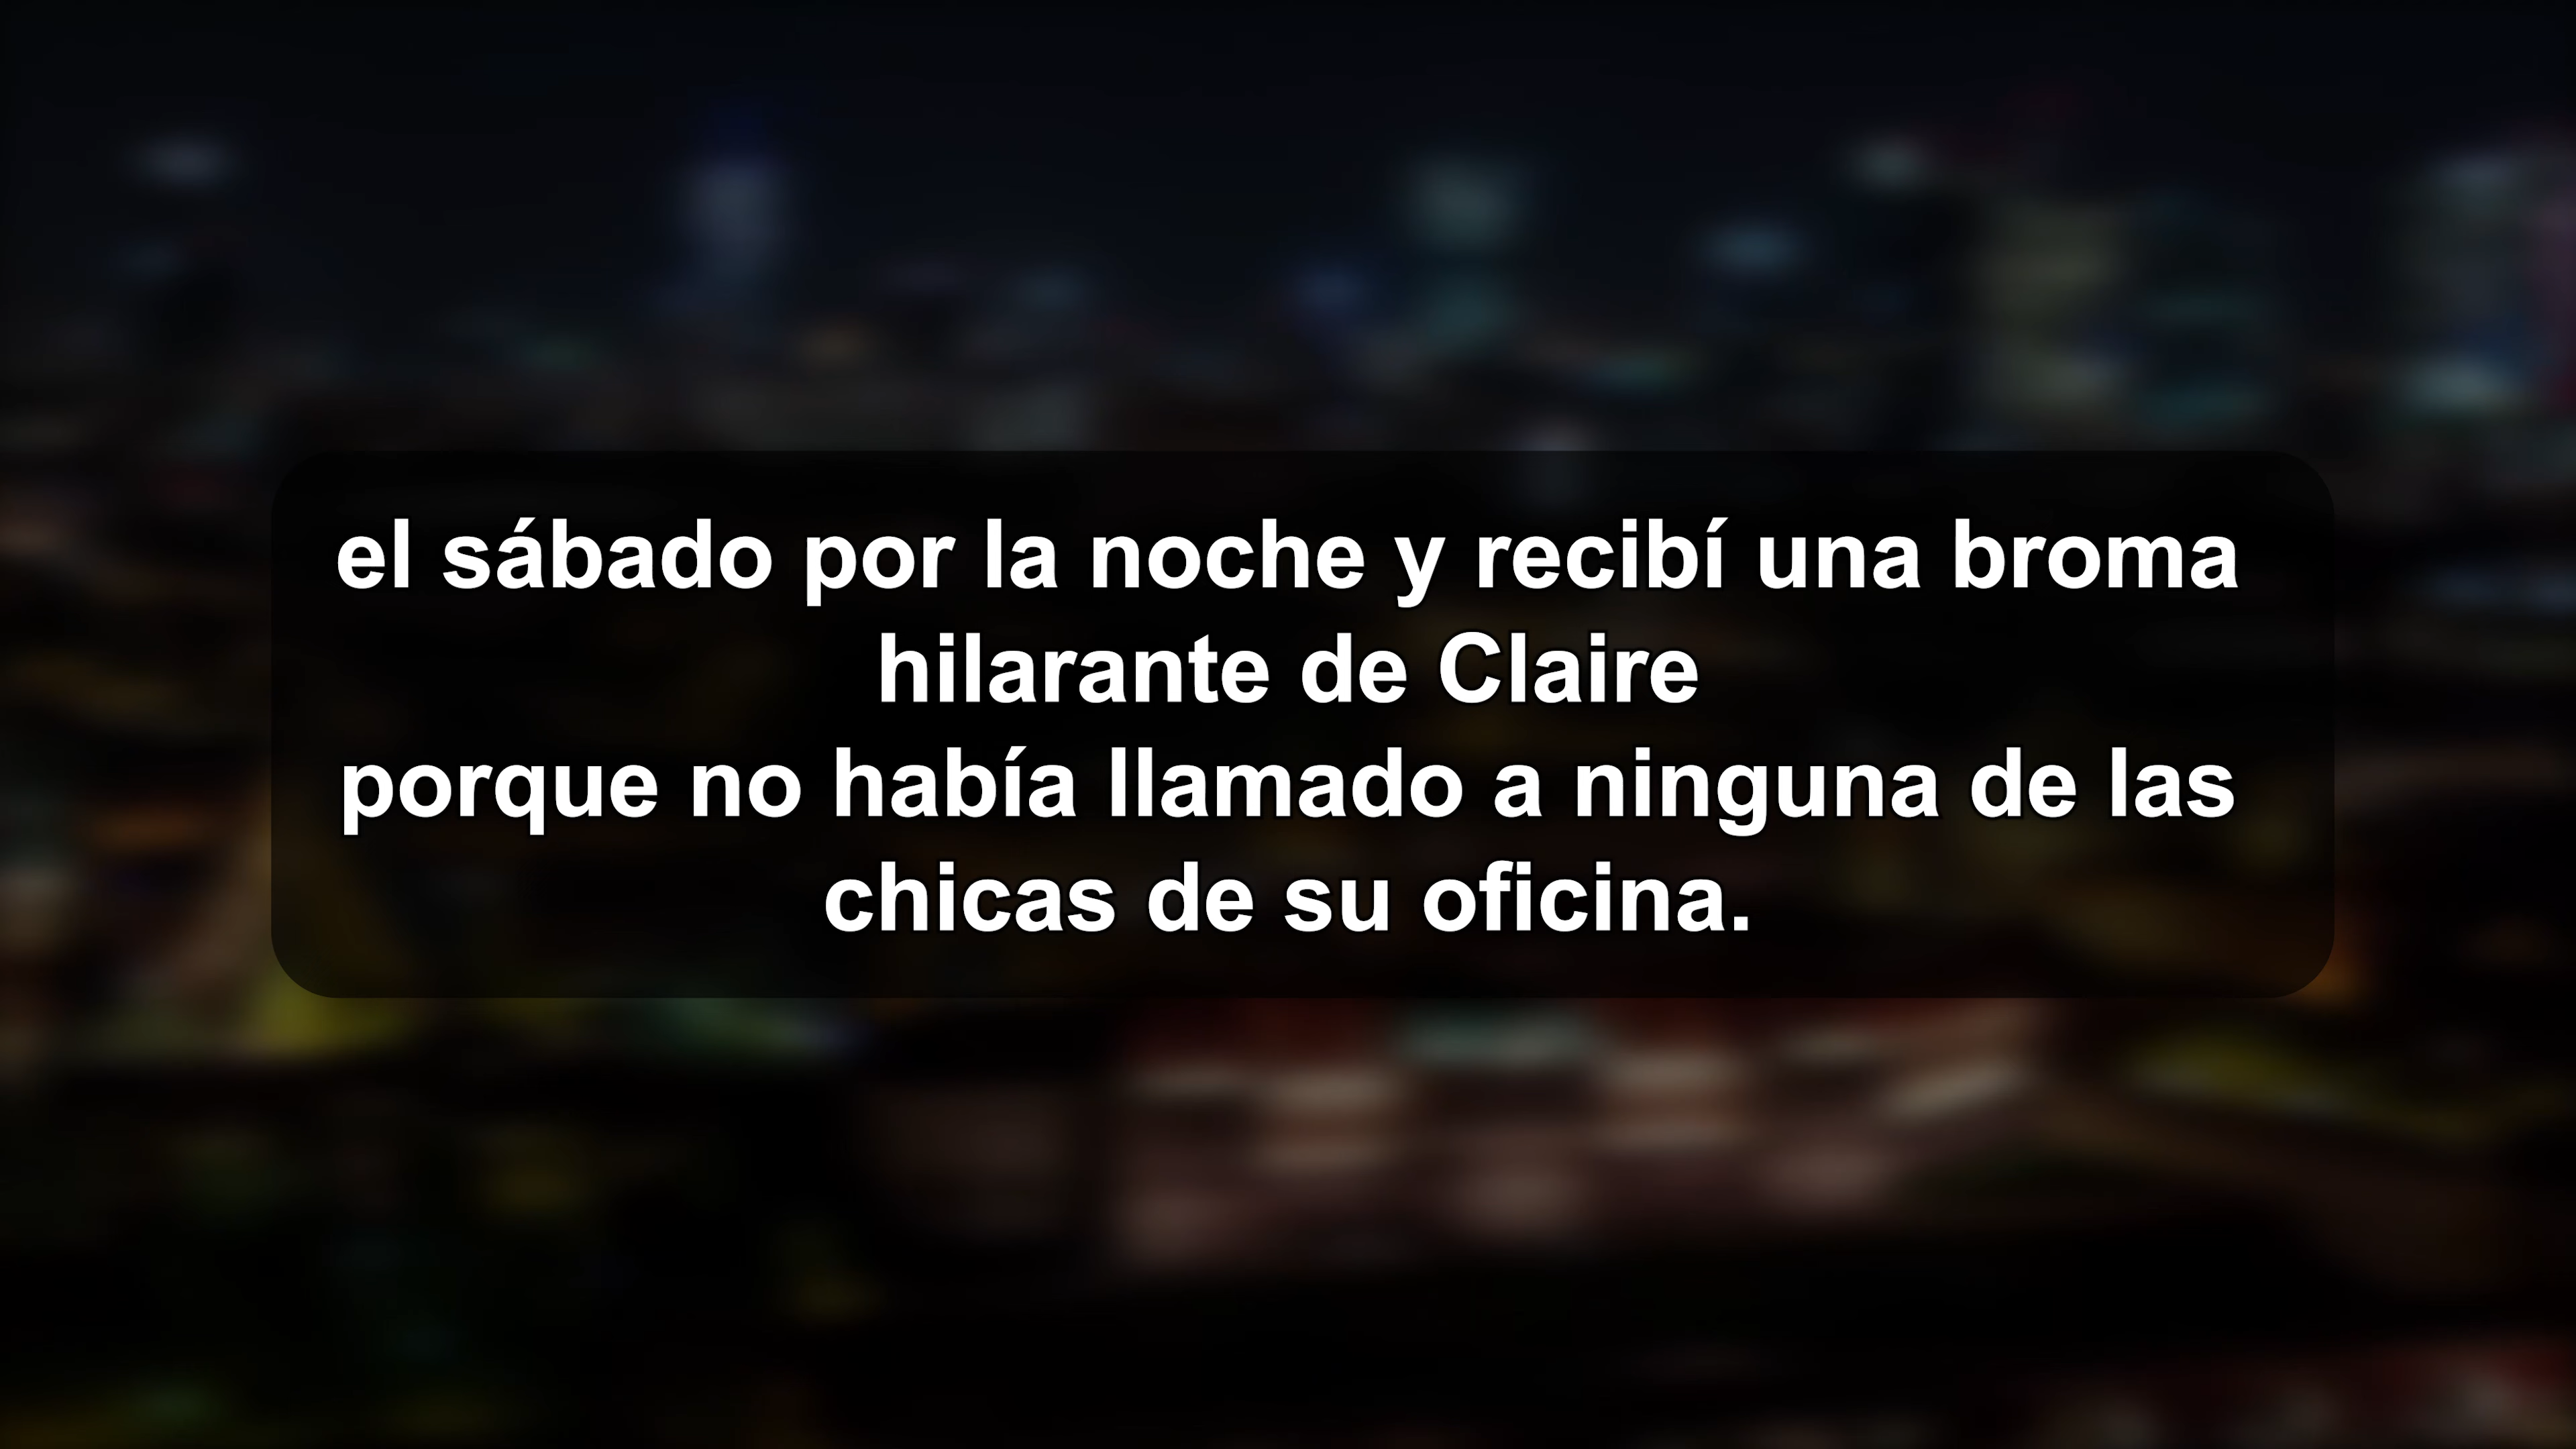 el sábado por la noche y recibí una broma
hilarante de Claire
porque no había llamado a ninguna de las
chicas de su oficina.